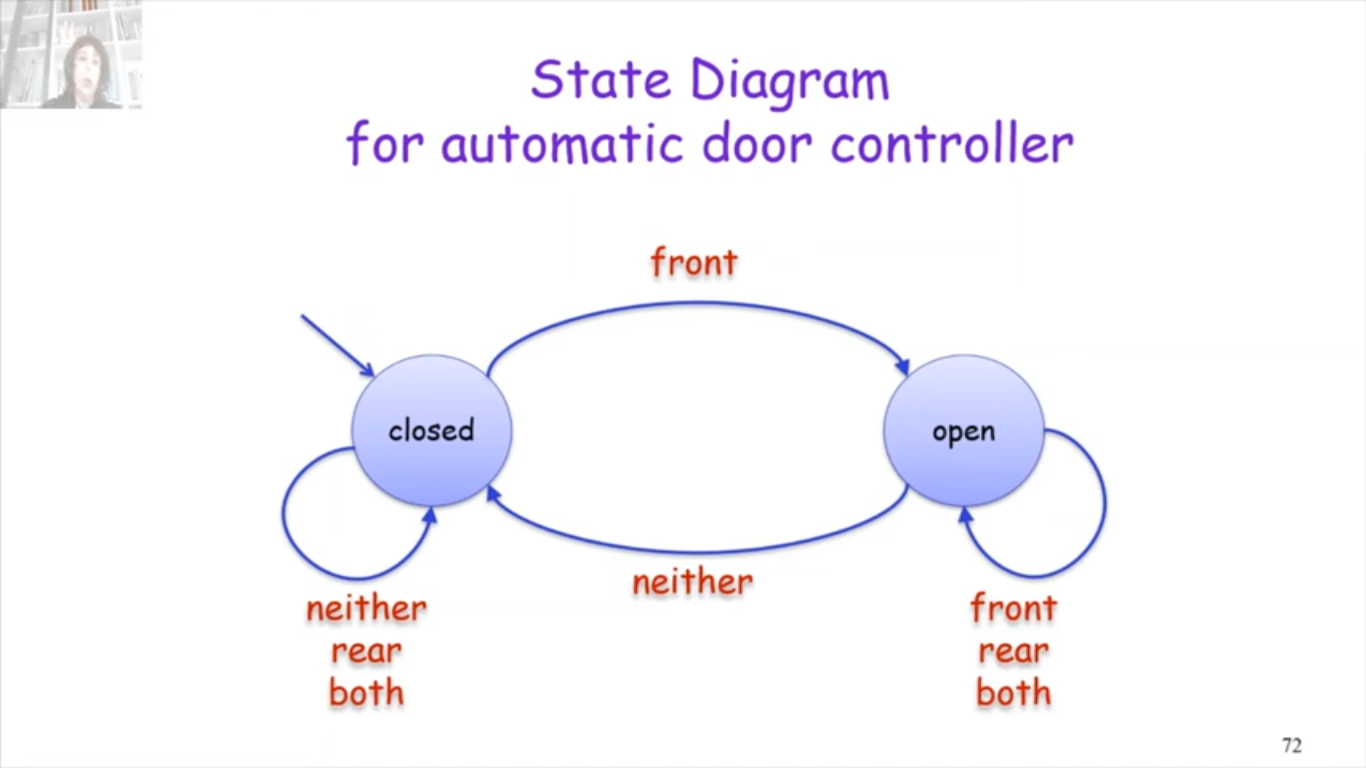 State Diagram
for automatic door controller
front
closed
open
neither
neither
rear
both
front
rear
both
72